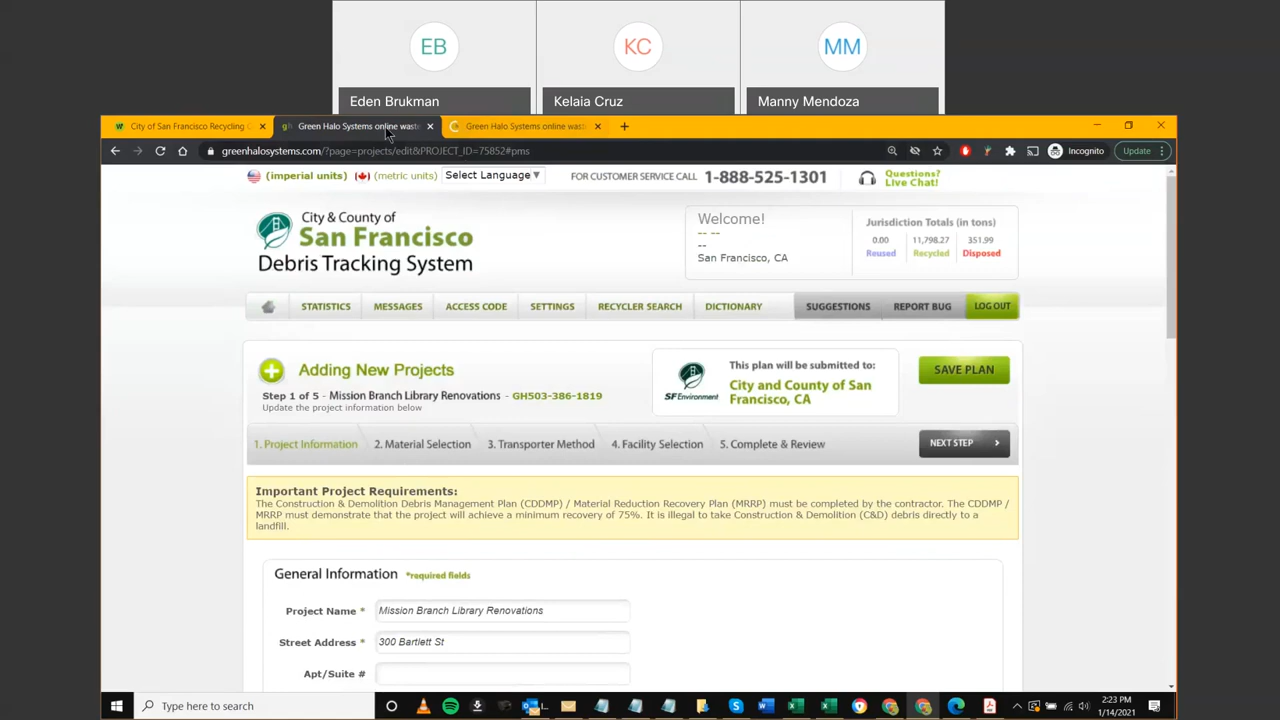 EB
KC
MM
Eden Brukman
Kelaia Cruz
Manny Mendoza
City of San Francisco Recycling
Green Halo Systems online wast
Green Halo Systems online wast
greenhalosystems.com/?page=projects/edit&PROJECT_ID=75852#pms
Incognito
Update
(imperial units)
(metric units)
Select Language ▼
FOR CUSTOMER SERVICE CALL 1-888-525-1301
Questions?
Live Chat!
City & County of
San Francisco
Debris Tracking System
Welcome!
-- --
--
San Francisco, CA
Jurisdiction Totals (in tons)
0.00 11,798.27 351.99
Reused Recycled Disposed
STATISTICS MESSAGES ACCESS CODE SETTINGS RECYCLER SEARCH DICTIONARY SUGGESTIONS REPORT BUG LOG OUT
Adding New Projects
Step 1 of 5 - Mission Branch Library Renovations - GH503-386-1819
Update the project information below
SFEnvironment
This plan will be submitted to:
City and County of San
Francisco, CA
SAVE PLAN
1. Project Information 2. Material Selection 3. Transporter Method 4. Facility Selection 5. Complete & Review
NEXT STEP >
Important Project Requirements:
The Construction & Demolition Debris Management Plan (CDDMP) / Material Reduction Recovery Plan (MRRP) must be completed by the contractor. The CDDMP /
MRRP must demonstrate that the project will achieve a minimum recovery of 75%. It is illegal to take Construction & Demolition (C&D) debris directly to a
landfill.
General Information *required fields
Project Name * Mission Branch Library Renovations
Street Address * 300 Bartlett St
Apt/Suite #
Type here to search
2:23 PM
1/14/2021